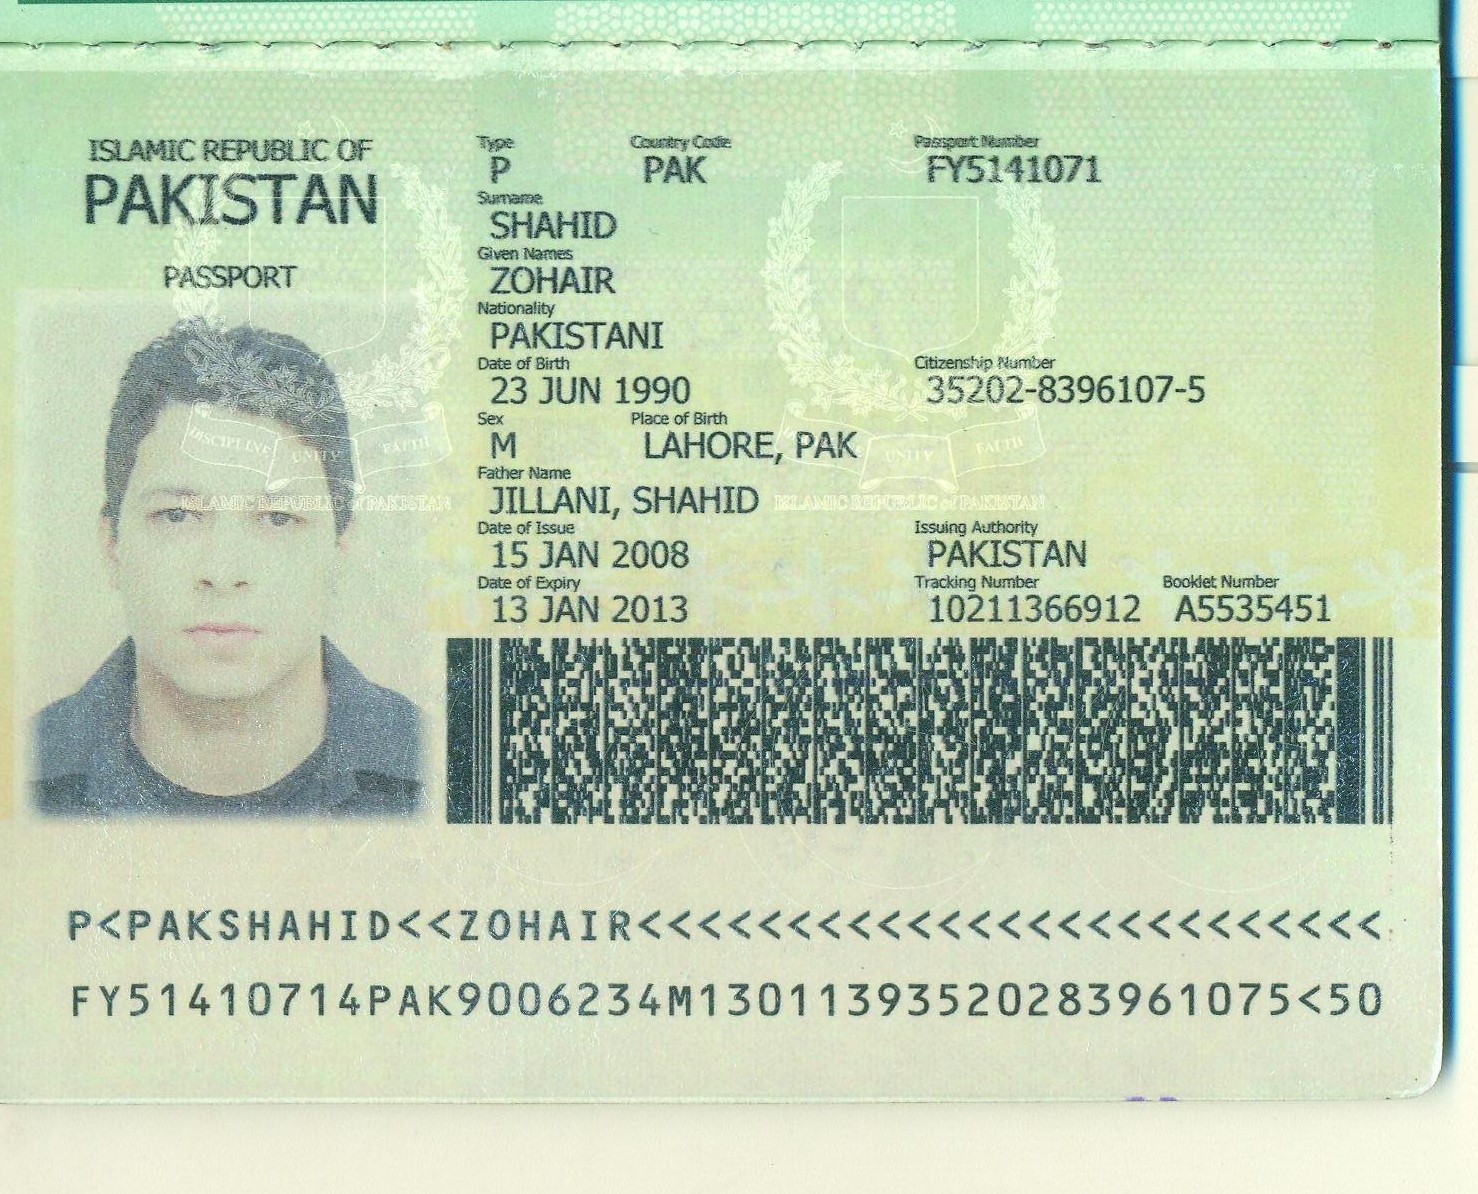 ISLAMIC REPUBLIC OF
PAKISTAN
PASSPORT
Type Country Code Passport Number
P PAK FY5141071
Surname
SHAHID
Given Names
ZOHAIR
Nationality
PAKISTANI
Date of Birth Citizenship Number
23 JUN 1990 35202-8396107-5
Sex Place of Birth
M LAHORE, PAK
Father Name
JILLANI, SHAHID
Date of Issue Issuing Authority
15 JAN 2008 PAKISTAN
Date of Expiry Tracking Number Booklet Number
13 JAN 2013 10211366912 A5535451
DISCIPLINE UNITY FAITH
ISLAMIC REPUBLIC of PAKISTAN
UNITY FAITH
ISLAMIC REPUBLIC of PAKISTAN
P<PAKSHAHID<<ZOHAIR<<<<<<<<<<<<<<<<<<<<<<<<<
FY51410714PAK9006234M13011393520283961075<50